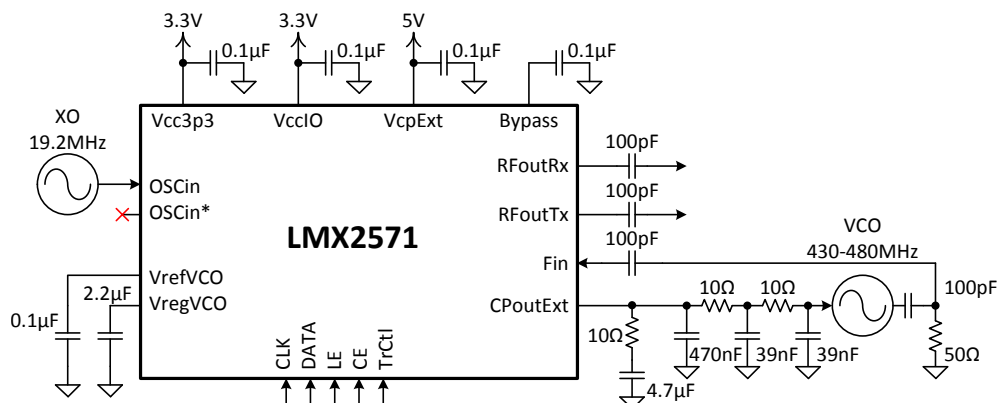 3.3V
3.3V
5V
0.1µF
0.1µF
0.1µF
0.1µF
Vcc3p3
VccIO
VcpExt
Bypass
XO
19.2MHz
OSCin
OSCin*
LMX2571
VrefVCO
VregVCO
2.2µF
0.1µF
CLK
DATA
LE
CE
TrCtl
RFoutRx
100pF
RFoutTx
100pF
Fin
100pF
CPoutExt
VCO
430-480MHz
100pF
10Ω
10Ω
10Ω
470nF
39nF
39nF
50Ω
4.7µF